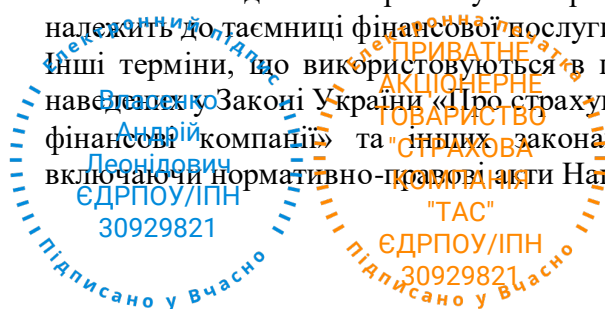 належить до таємниці фінансової послуги
Інші терміни, що використовуються в
наведених у Законі України «Про страху
фінансові компанії» та інших закона
включаючи нормативно-правові акти На
Електронний підпис
Власенко
Андрій
Леонідович
ЄДРПОУ/ІПН
30929821
Підписано у Вчасно
Електронна печатка
ПРИВАТНЕ
АКЦІОНЕРНЕ
ТОВАРИСТВО
"СТРАХОВА
КОМПАНІЯ
"ТАС"
ЄДРПОУ/ІПН
30929821
Підписано у Вчасно